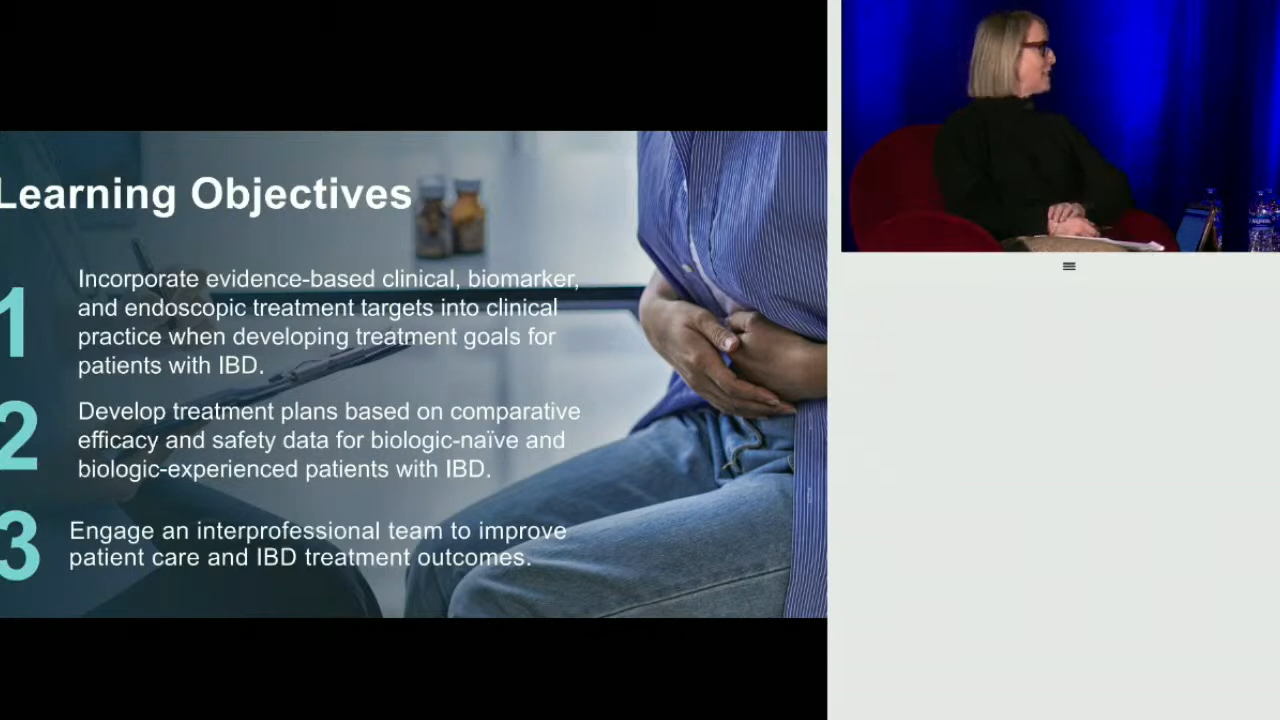 Learning Objectives
1
Incorporate evidence-based clinical, biomarker,
and endoscopic treatment targets into clinical
practice when developing treatment goals for
patients with IBD.
2
Develop treatment plans based on comparative
efficacy and safety data for biologic-naïve and
biologic-experienced patients with IBD.
3
Engage an interprofessional team to improve
patient care and IBD treatment outcomes.